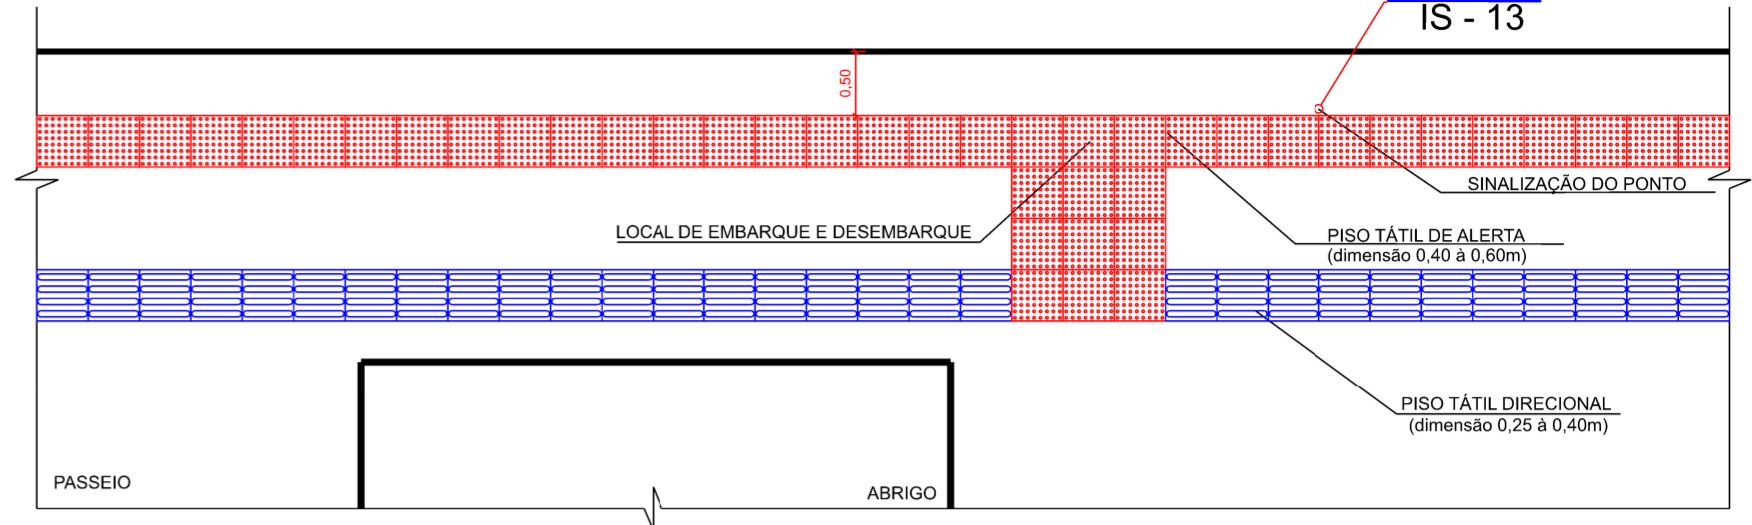 IS - 13
0,50
SINALIZAÇÃO DO PONTO
LOCAL DE EMBARQUE E DESEMBARQUE
PISO TÁTIL DE ALERTA
(dimensão 0,40 à 0,60m)
PISO TÁTIL DIRECIONAL
(dimensão 0,25 à 0,40m)
PASSEIO
ABRIGO